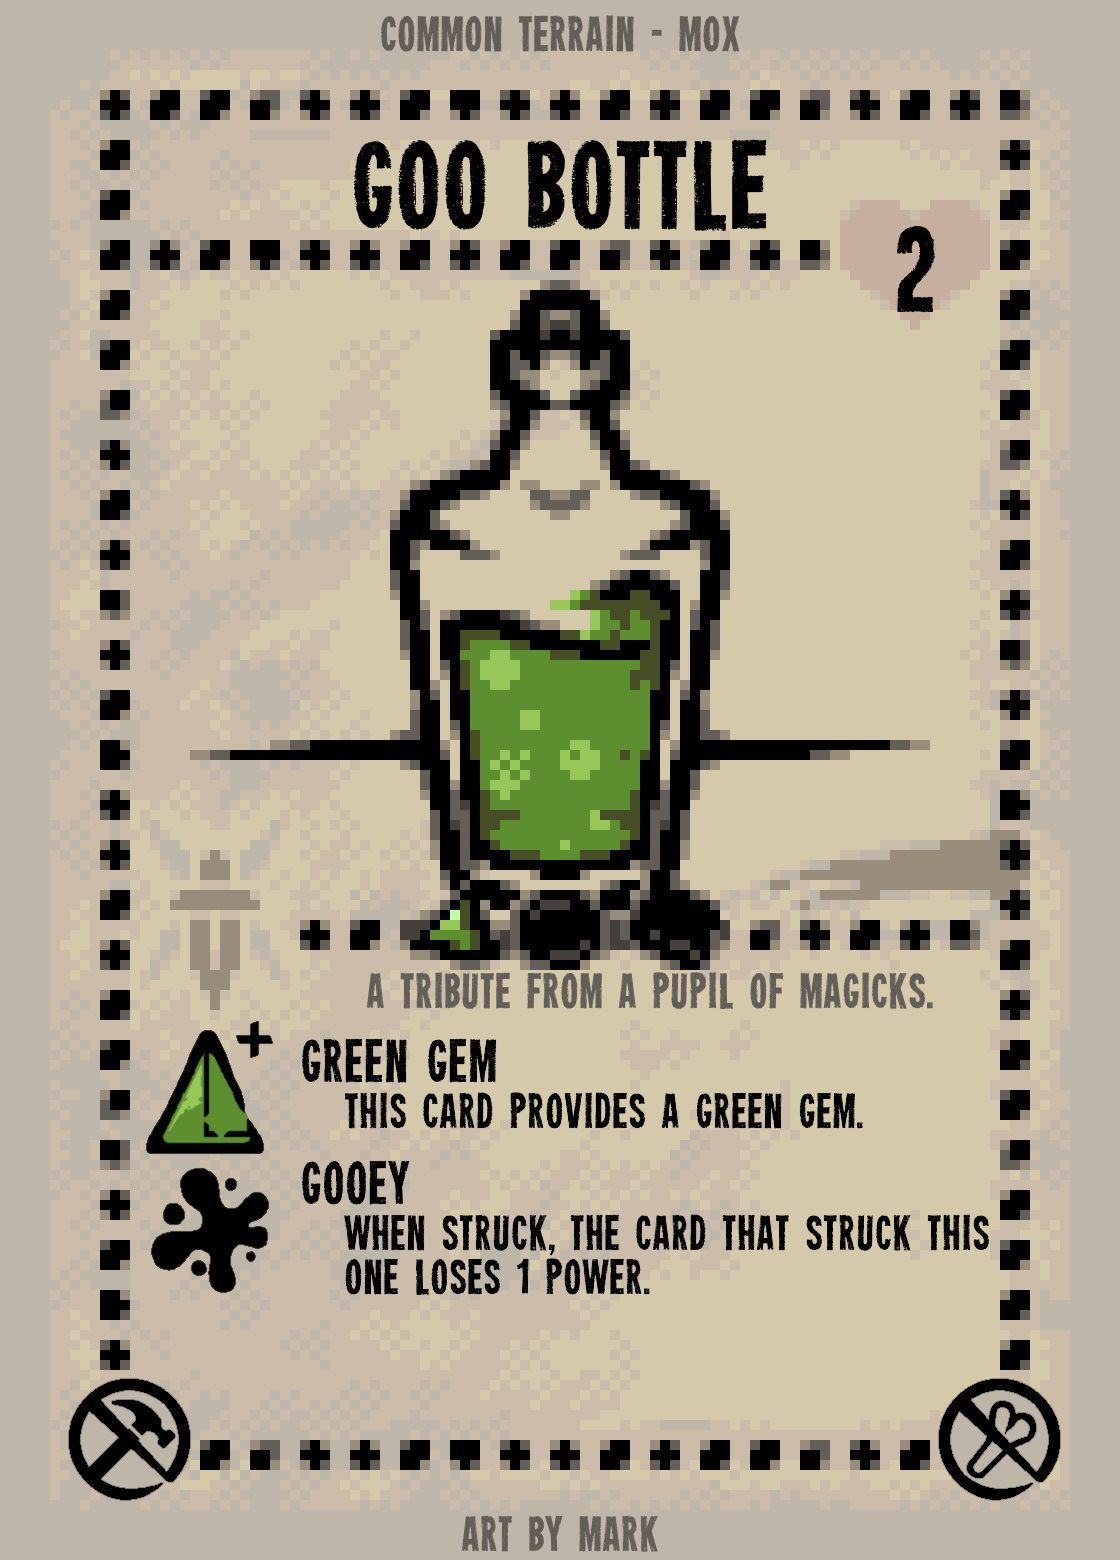 COMMON TERRAIN - MOX
GOO BOTTLE
2
A TRIBUTE FROM A PUPIL OF MAGICKS.
GREEN GEM
THIS CARD PROVIDES A GREEN GEM.
GOOEY
WHEN STRUCK, THE CARD THAT STRUCK THIS
ONE LOSES 1 POWER.
ART BY MARK